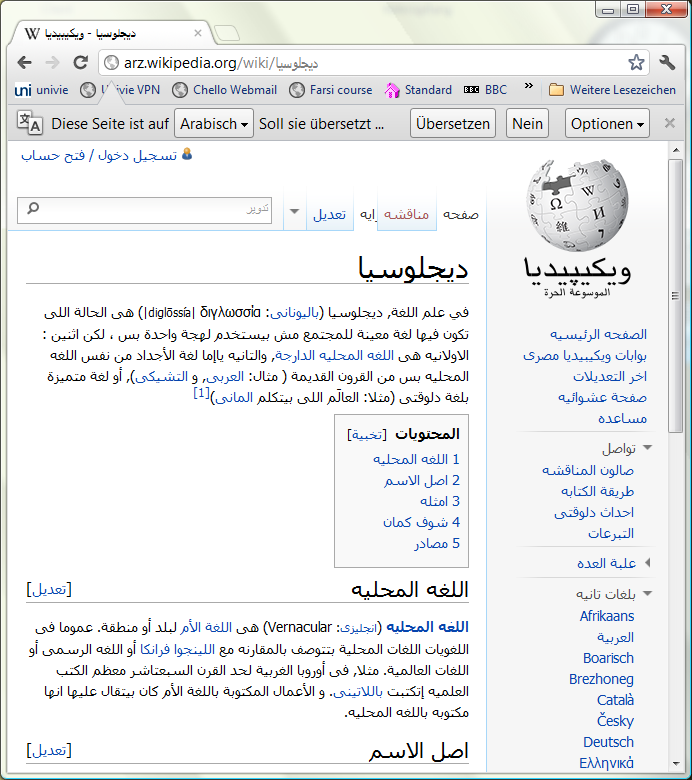 ديجلوسيا - ويكيبيديا
arz.wikipedia.org/wiki/ديجلوسيا
univie Univie VPN Chello Webmail Farsi course Standard BBC » Weitere Lesezeichen
Diese Seite ist auf Arabisch Soll sie übersetzt ... Übersetzen Nein Optionen
تسجيل دخول / فتح حساب
صفحه مناقشه رايه تعديل
تدوير
ويكيپيديا
الموسوعة الحرة
الصفحه الرئيسيه
بوابات ويكيبيديا مصرى
اخر التعديلات
صفحة عشوائيه
مساعده
تواصل
صالون المناقشه
طريقة الكتابه
احداث دلوقتى
التبرعات
علبة العده
بلغات تانيه
Afrikaans
العربية
Boarisch
Brezhoneg
Català
Česky
Deutsch
Ελληνικά
ديجلوسيا
فى علم اللغة, ديجلوسيا (باليونانى: διγλωσσία |diglōssía|) هى الحالة اللى
تكون فيها لغة معينة للمجتمع مش بيستخدم لهجة واحدة بس ، لكن اثنين :
الاولانيه هى اللغه المحليه الدارجة, والتانيه ياإما لغة الأجداد من نفس اللغه
المحليه بس من القرون القديمة ( مثال: العربى, و التشيكى), أو لغة متميزة
بلغة دلوقتى (مثلا: العالَم اللى بيتكلم المانى)[1]
المحتويات [تخبية]
1 اللغه المحليه
2 اصل الاسم
3 امثله
4 شوف كمان
5 مصادر
اللغه المحليه [تعديل]
اللغه المحليه (انجليزى: Vernacular) هى اللغة الأم لبلد أو منطقة. عموما فى
اللغويات اللغات المحلية بتتوصف بالمقارنه مع اللينجوا فرانكا أو اللغه الرسمى أو
اللغات العالمية. مثلا, فى أوروبا الغربية لحد القرن السبعتاشر معظم الكتب
العلميه إتكتبت باللاتينى. و الأعمال المكتوبة باللغة الأم كان بيتقال عليها انها
مكتوبه باللغه المحليه.
اصل الاسم [تعديل]